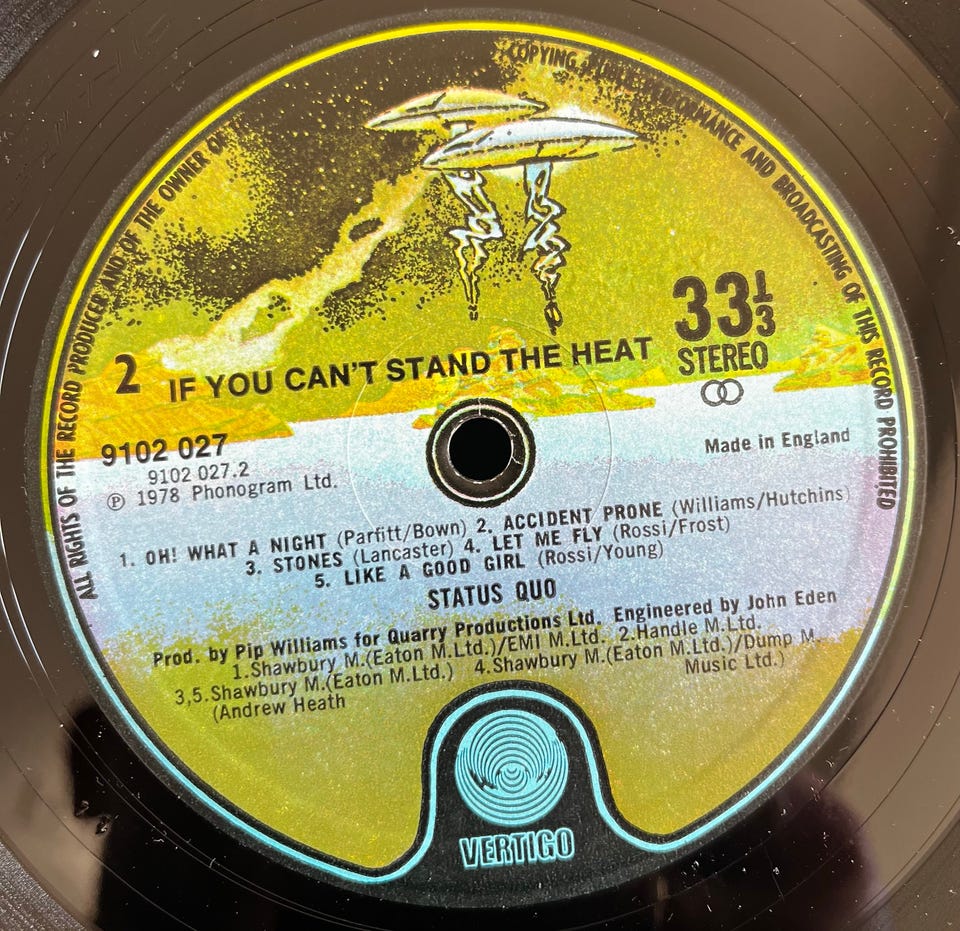 ALL RIGHTS OF THE RECORD PRODUCER AND OF THE OWNER OF
COPYING, PUBLIC PERFORMANCE AND BROADCASTING OF THIS RECORD PROHIBITED
33⅓
STEREO
2 IF YOU CAN'T STAND THE HEAT
9102 027
9102 027.2
℗ 1978 Phonogram Ltd.
Made in England
1. OH! WHAT A NIGHT (Parfitt/Bown) 2. ACCIDENT PRONE (Williams/Hutchins)
3. STONES (Lancaster) 4. LET ME FLY (Rossi/Frost)
5. LIKE A GOOD GIRL (Rossi/Young)
STATUS QUO
Prod. by Pip Williams for Quarry Productions Ltd. Engineered by John Eden
1.Shawbury M.(Eaton M.Ltd.)/EMI M.Ltd. 2.Handle M.Ltd.
3,5.Shawbury M.(Eaton M.Ltd.) 4.Shawbury M.(Eaton M.Ltd.)/Dump M.
(Andrew Heath Music Ltd.)
VERTIGO